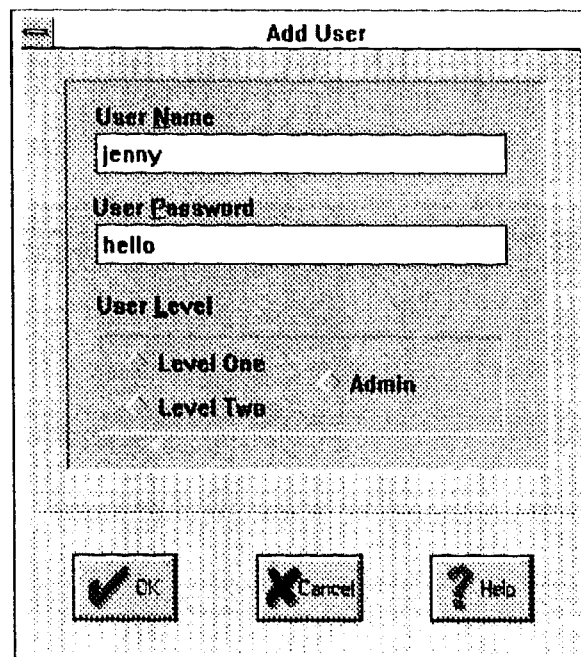 Add User
User Name
jenny
User Password
hello
User Level
Level One
Admin
Level Two
OK
Cancel
Help